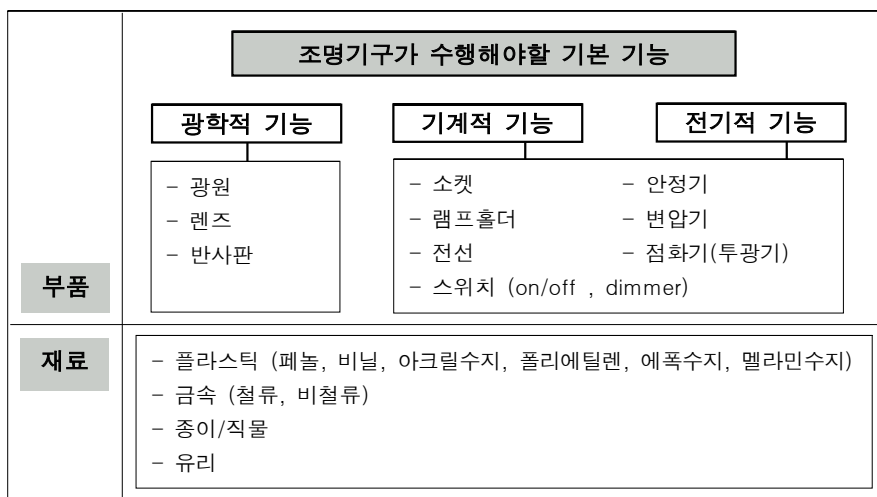 조명기구가 수행해야할 기본 기능
광학적 기능
기계적 기능
전기적 기능
- 광원
- 렌즈
- 반사판
- 소켓
- 램프홀더
- 전선
- 스위치 (on/off , dimmer)
- 안정기
- 변압기
- 점화기(투광기)
부품
재료
- 플라스틱 (페놀, 비닐, 아크릴수지, 폴리에틸렌, 에폭수지, 멜라민수지)
- 금속 (철류, 비철류)
- 종이/직물
- 유리